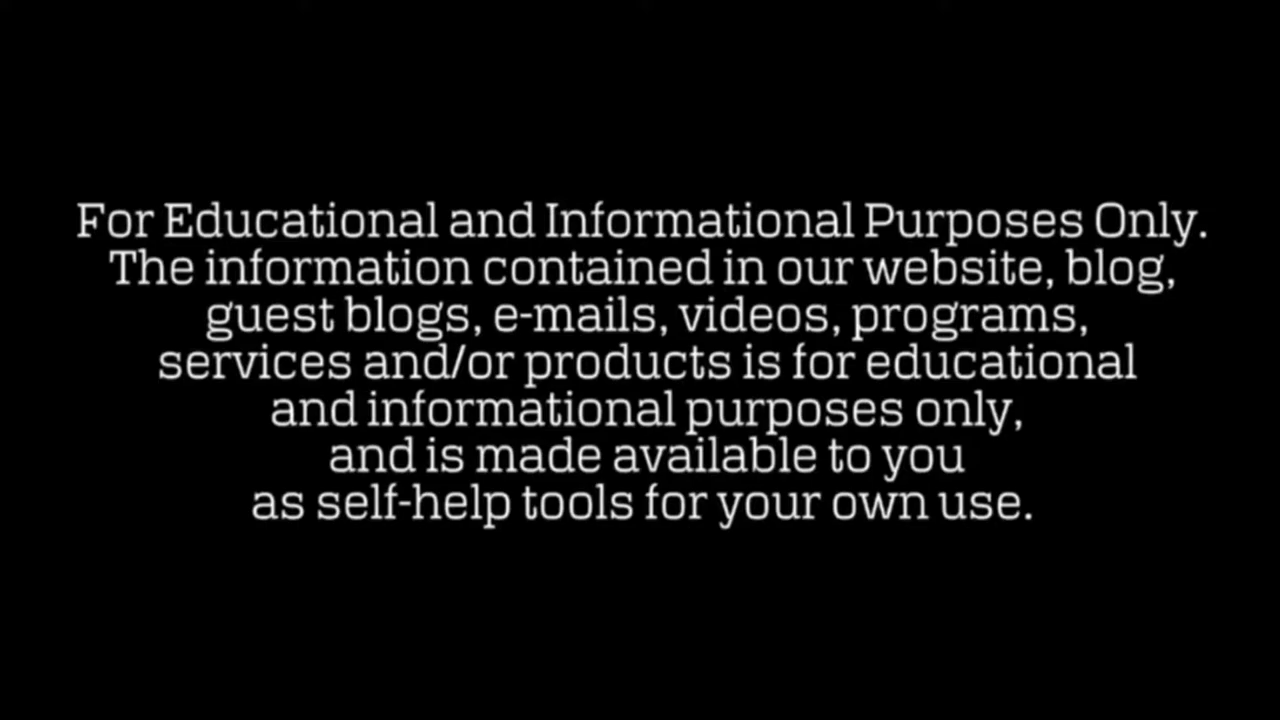 For Educational and Informational Purposes Only.
The information contained in our website, blog,
guest blogs, e-mails, videos, programs,
services and/or products is for educational
and informational purposes only,
and is made available to you
as self-help tools for your own use.